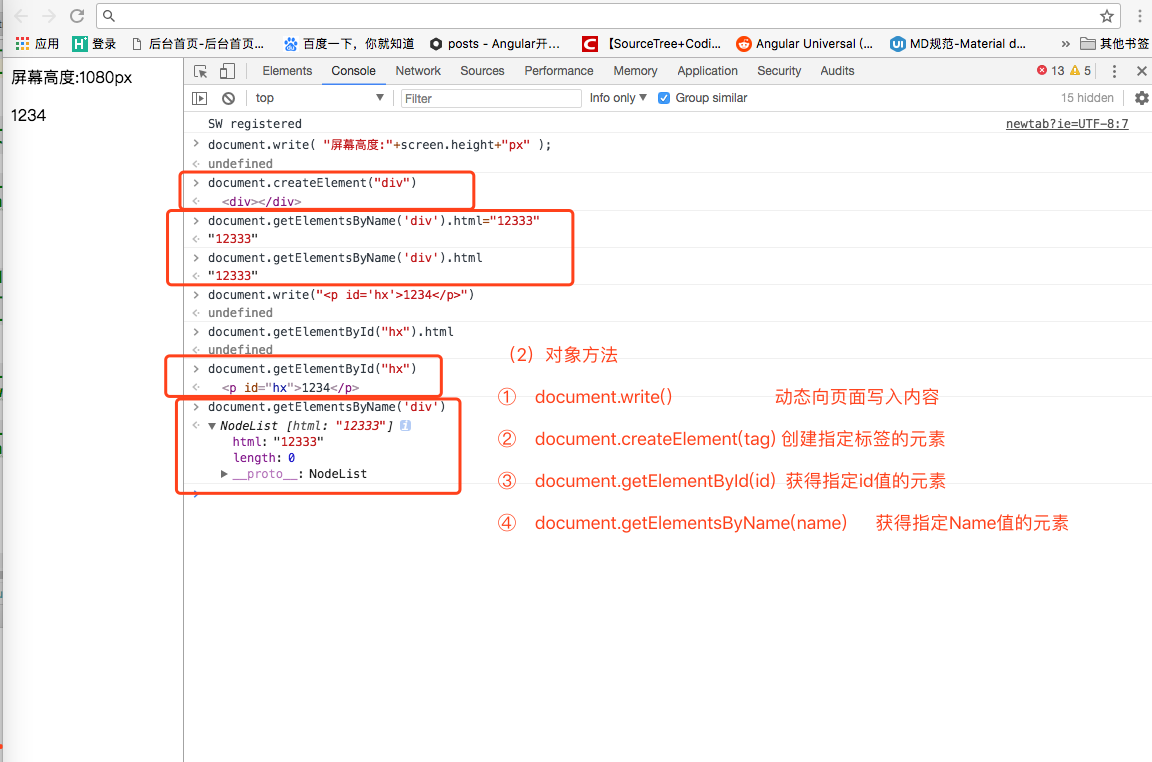 应用 登录 后台首页-后台首页... 百度一下，你就知道 posts - Angular开... 【SourceTree+Codi... Angular Universal (... MD规范-Material d... » 其他书签
屏幕高度:1080px
1234
Elements Console Network Sources Performance Memory Application Security Audits 13 5
top Filter Info only Group similar 15 hidden
SW registered newtab?ie=UTF-8:7
> document.write( "屏幕高度:"+screen.height+"px" );
undefined
> document.createElement("div")
<div></div>
> document.getElementsByName('div').html="12333"
"12333"
> document.getElementsByName('div').html
"12333"
> document.write("<p id='hx'>1234</p>")
undefined
> document.getElementById("hx").html
undefined
> document.getElementById("hx")
<p id="hx">1234</p>
> document.getElementsByName('div')
NodeList [html: "12333"]
html: "12333"
length: 0
__proto__: NodeList
（2）对象方法
① document.write() 动态向页面写入内容
② document.createElement(tag) 创建指定标签的元素
③ document.getElementById(id) 获得指定id值的元素
④ document.getElementsByName(name) 获得指定Name值的元素